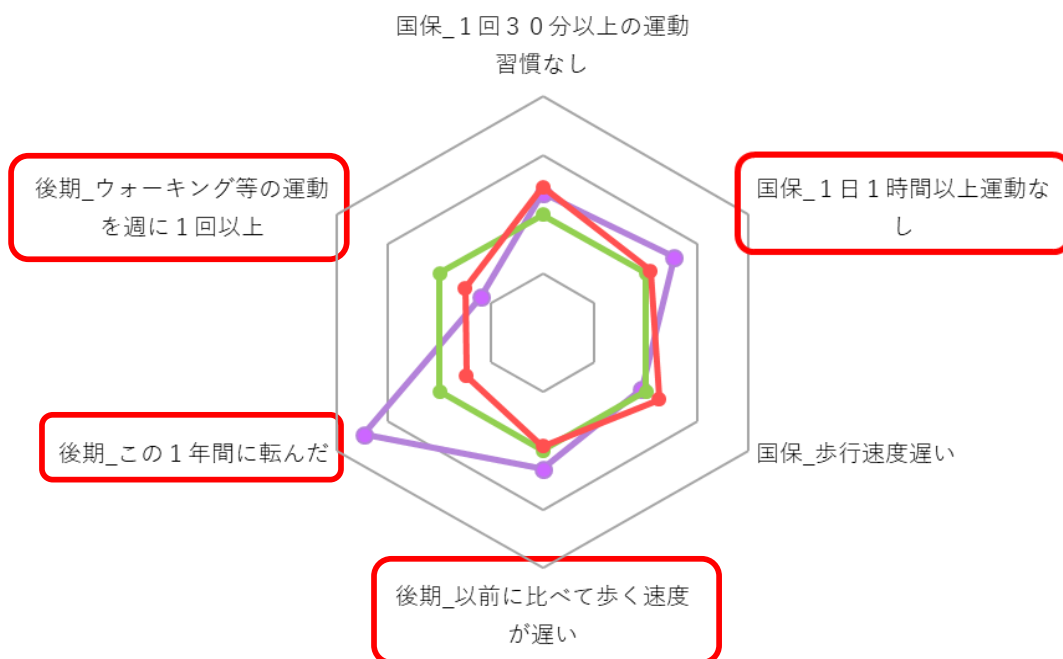 国保_１回３０分以上の運動
習慣なし
後期_ウォーキング等の運動
を週に１回以上
国保_１日１時間以上運動な
し
後期_この１年間に転んだ
国保_歩行速度遅い
後期_以前に比べて歩く速度
が遅い